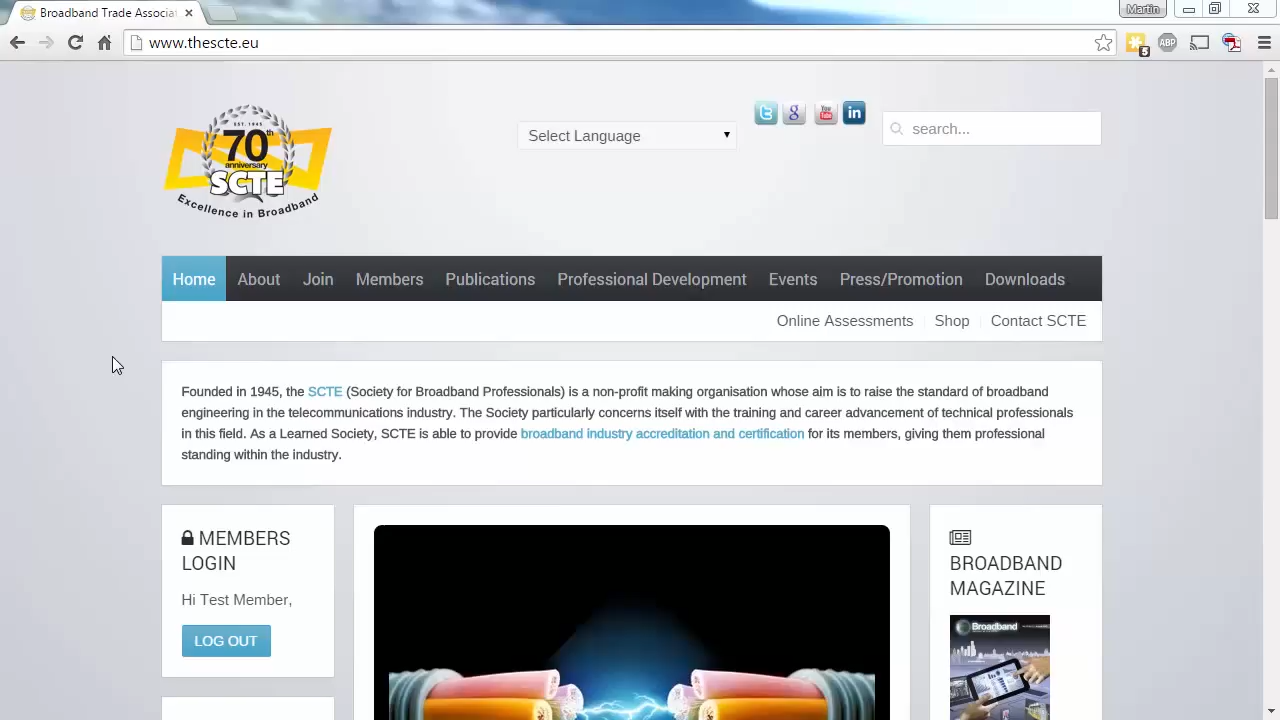 Broadband Trade Associat
Martin
www.thescte.eu
ABP
5
EST. 1945
70th
anniversary
SCTE
Excellence in Broadband
Select Language
You
Tube
in
search...
Home About Join Members Publications Professional Development Events Press/Promotion Downloads
Online Assessments Shop Contact SCTE
Founded in 1945, the SCTE (Society for Broadband Professionals) is a non-profit making organisation whose aim is to raise the standard of broadband
engineering in the telecommunications industry. The Society particularly concerns itself with the training and career advancement of technical professionals
in this field. As a Learned Society, SCTE is able to provide broadband industry accreditation and certification for its members, giving them professional
standing within the industry.
MEMBERS
LOGIN
Hi Test Member,
LOG OUT
BROADBAND
MAGAZINE
Broadband